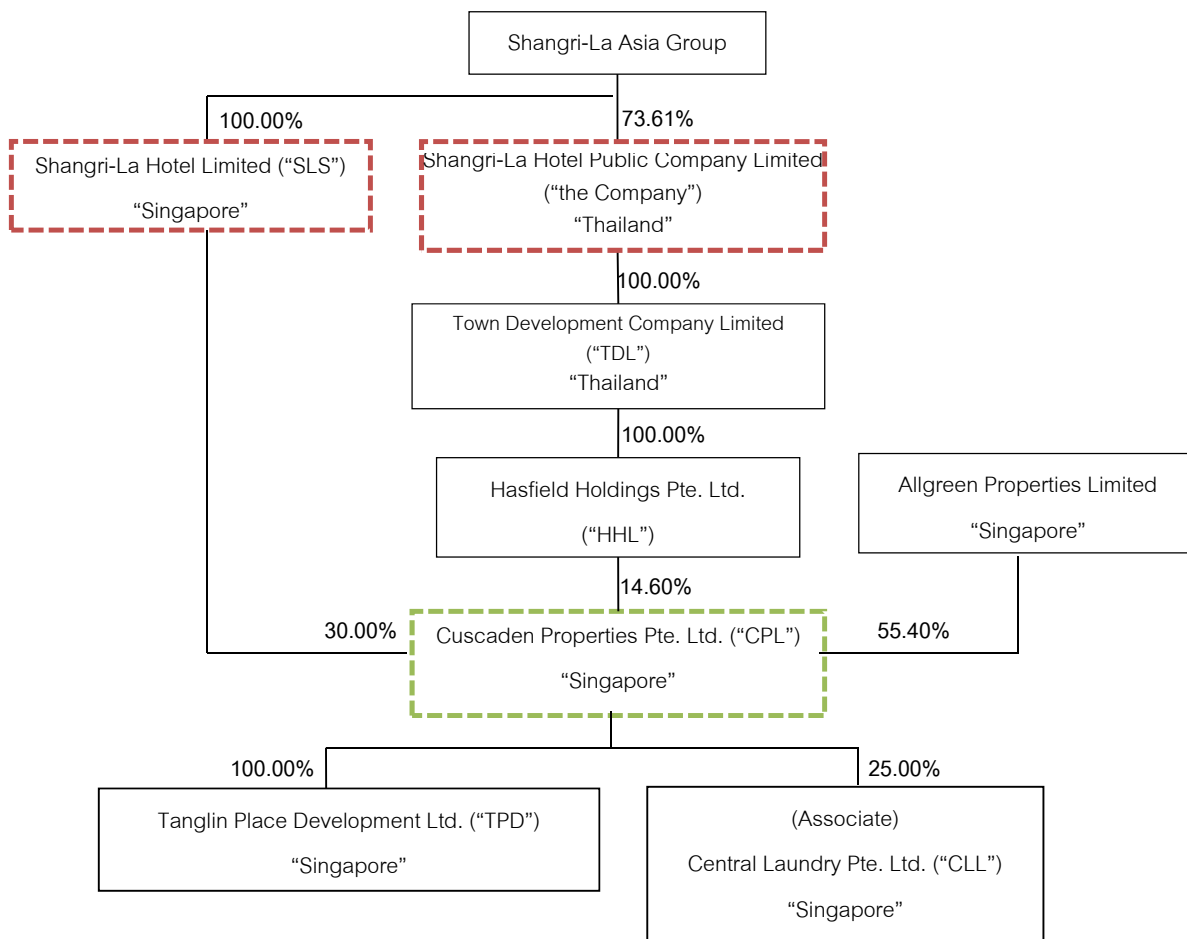 Shangri-La Asia Group
100.00%
73.61%
Shangri-La Hotel Limited (“SLS”)
“Singapore”
Shangri-La Hotel Public Company Limited
(“the Company”)
“Thailand”
100.00%
Town Development Company Limited
(“TDL”)
“Thailand”
100.00%
Hasfield Holdings Pte. Ltd.
(“HHL”)
Allgreen Properties Limited
“Singapore”
14.60%
30.00%
Cuscaden Properties Pte. Ltd. (“CPL”)
“Singapore”
55.40%
100.00%
25.00%
Tanglin Place Development Ltd. (“TPD”)
“Singapore”
(Associate)
Central Laundry Pte. Ltd. (“CLL”)
“Singapore”